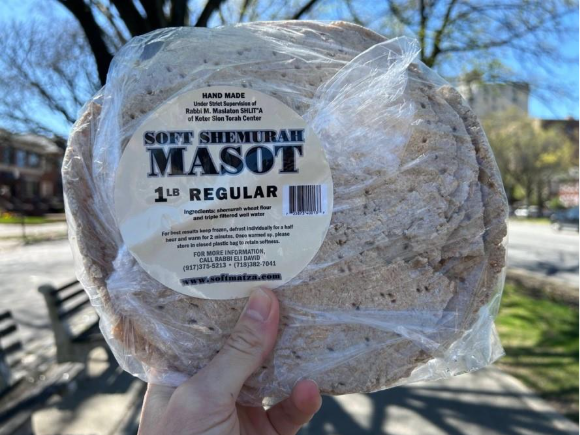 HAND MADE
Under Strict Supervision of
Rabbi M. Maslaton SHLIT"A
of Keter Sion Torah Center
SOFT SHEMURAH
MASOT
1LB REGULAR
Ingredients: shemurah wheat flour
and triple filtered well water
For best results keep frozen, defrost individually for a half
hour and warm for 2 minutes. Once warmed up, please
store in closed plastic bag to retain softness.
FOR MORE INFORMATION,
CALL RABBI ELI DAVID
(917)375-5213 • (718)382-7041
www.softmatza.com